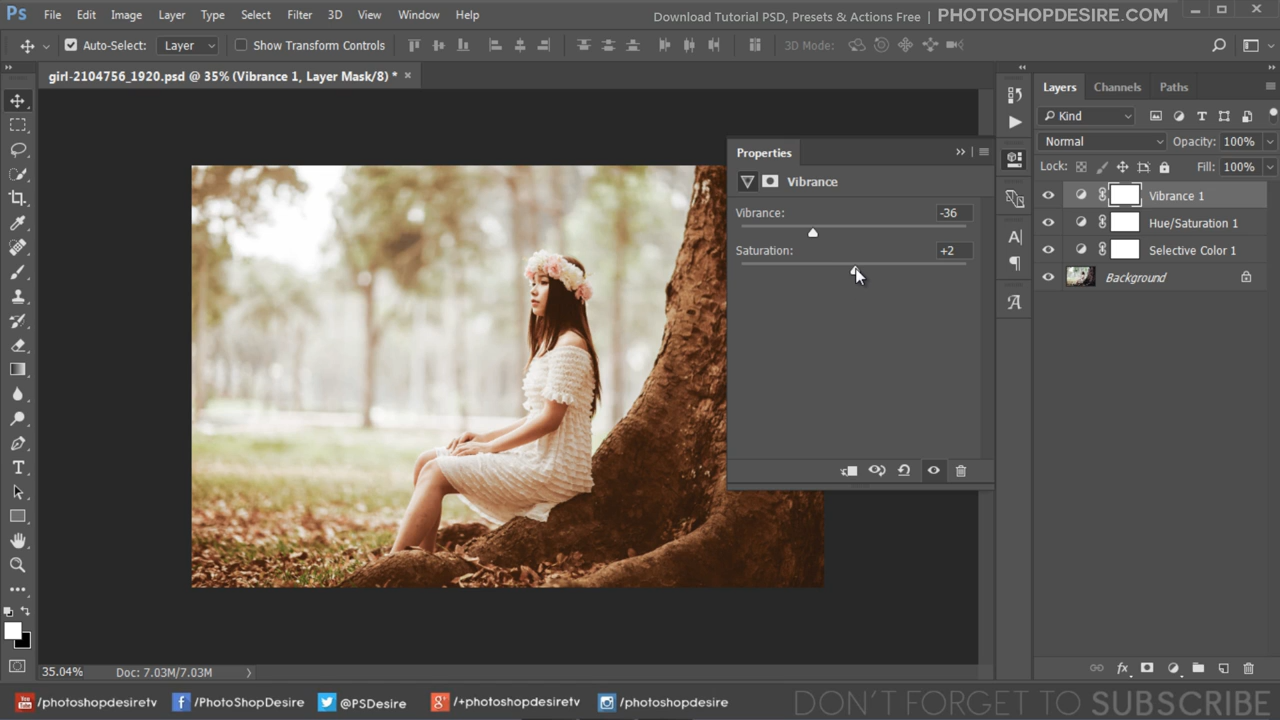 Ps File Edit Image Layer Type Select Filter 3D View Window Help
Download Tutorial PSD, Presets & Actions Free | PHOTOSHOPDESIRE.COM
Auto-Select: Layer Show Transform Controls 3D Mode:
girl-2104756_1920.psd @ 35% (Vibrance 1, Layer Mask/8) * ×
Properties
Vibrance
Vibrance: -36
Saturation: +2
Layers Channels Paths
Kind
Normal Opacity: 100%
Lock: Fill: 100%
Vibrance 1
Hue/Saturation 1
Selective Color 1
Background
35.04% Doc: 7.03M/7.03M
/photoshopdesiretv /PhotoShopDesire @PSDesire /+photoshopdesiretv /photoshopdesire
DON'T FORGET TO SUBSCRIBE